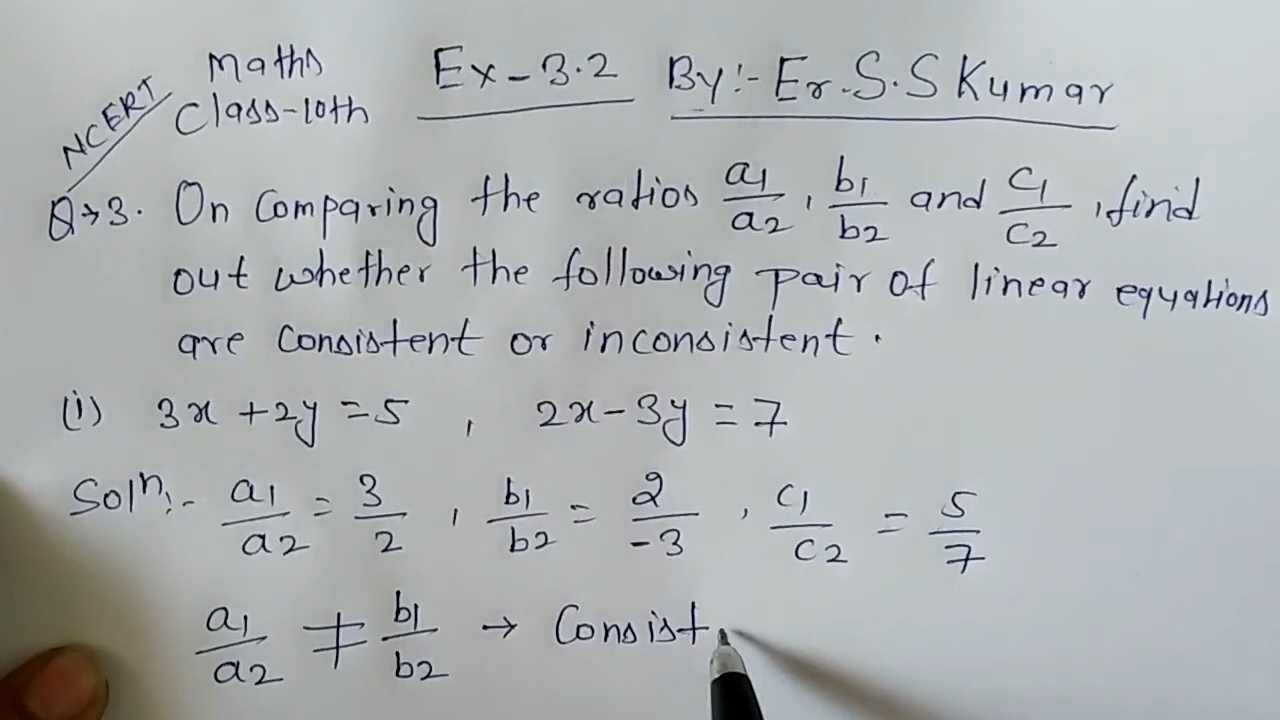 NCERT Maths Class-10th Ex-3.2 By:- Er.S.S Kumar
Q→3. On Comparing the ratios a1/a2, b1/b2 and C1/C2, find
out whether the following pair of linear equations
are consistent or inconsistent.
(i) 3x+2y=5, 2x-3y=7
Solⁿ:- a1/a2 = 3/2, b1/b2 = 2/-3, C1/C2 = 5/7
a1/a2 ≠ b1/b2 → Consist